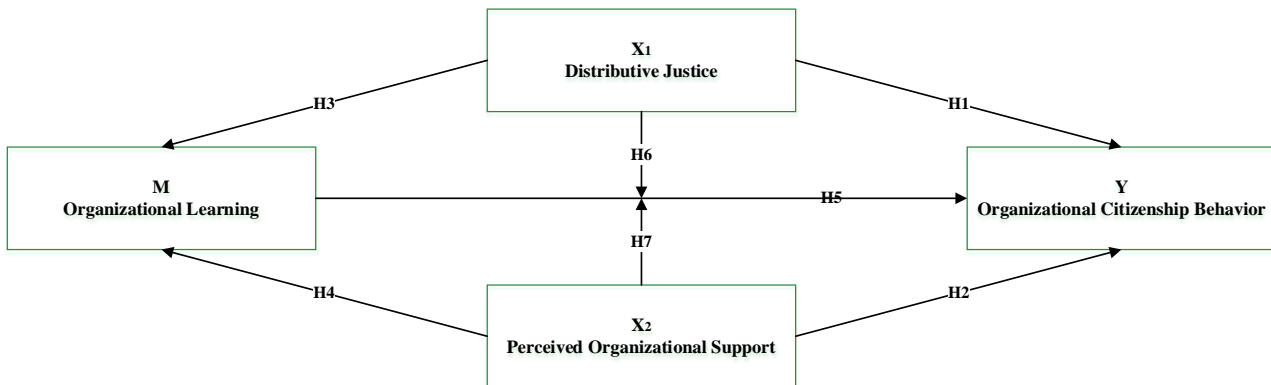 X1
Distributive Justice
H3
H1
H6
M
Organizational Learning
H5
Y
Organizational Citizenship Behavior
H7
H4
H2
X2
Perceived Organizational Support